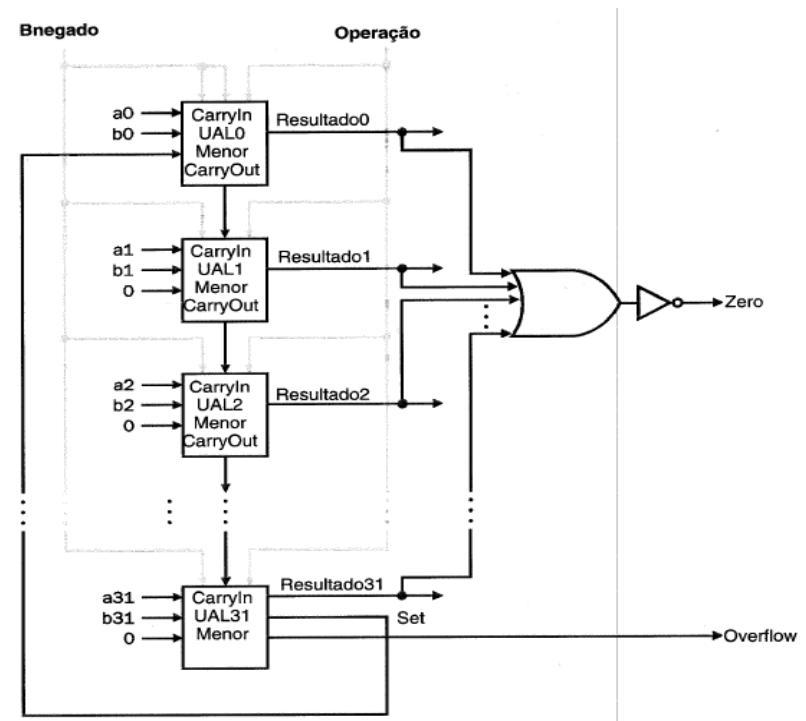 Bnegado
Operação
a0
b0
CarryIn
UAL0
Menor
CarryOut
Resultado0
a1
b1
0
CarryIn
UAL1
Menor
CarryOut
Resultado1
Zero
a2
b2
0
CarryIn
UAL2
Menor
CarryOut
Resultado2
a31
b31
0
CarryIn
UAL31
Menor
Resultado31
Set
Overflow